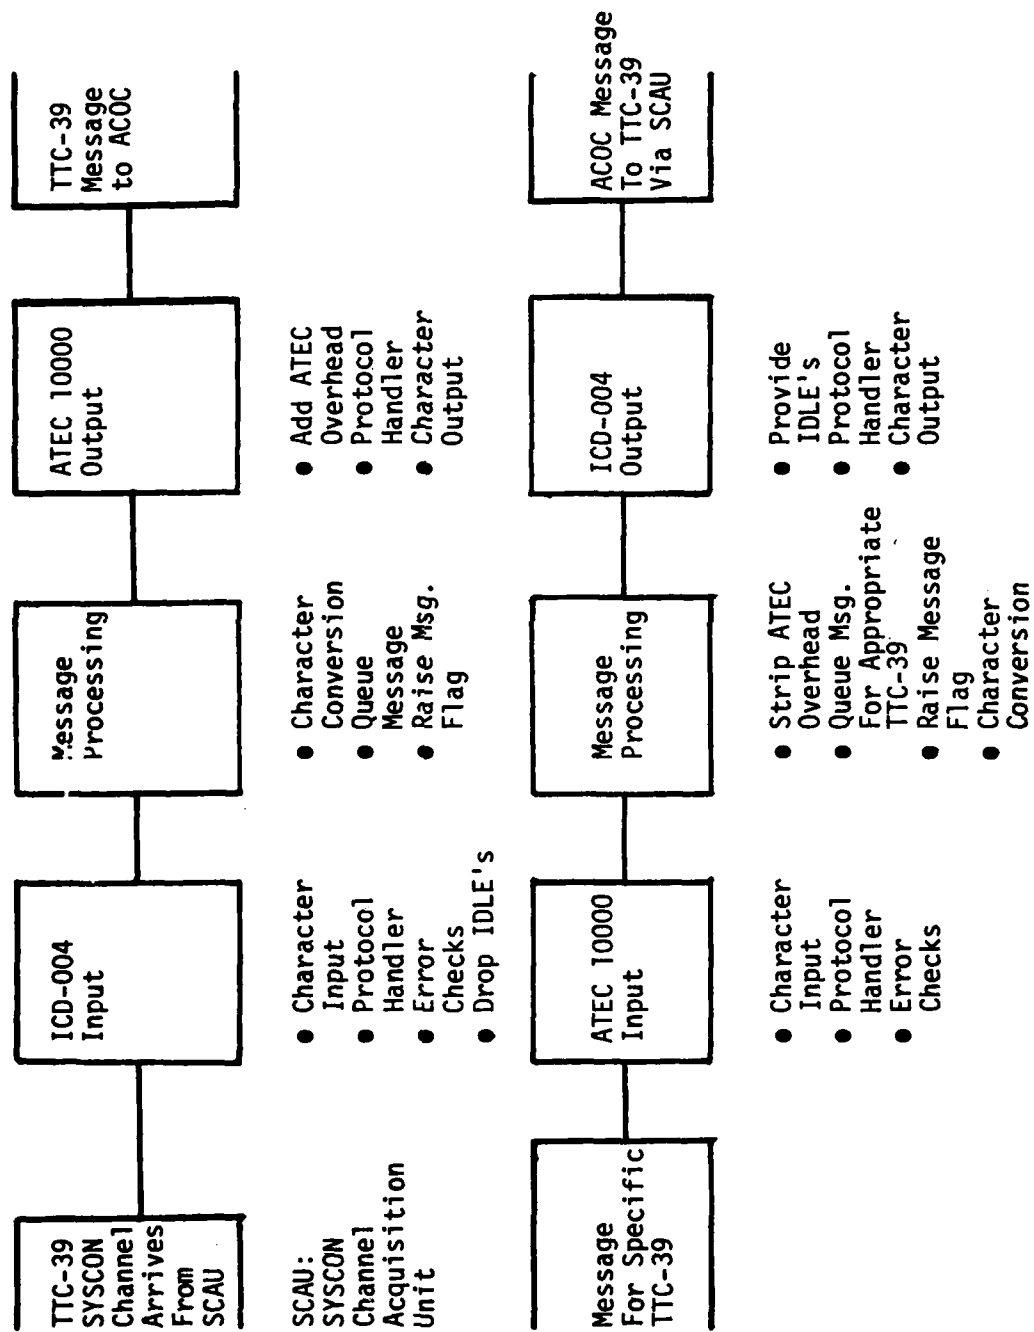 TTC-39
SYSCON
Channel
Arrives
From
SCAU
ICD-004
Input
Message
Processing
ATEC 10000
Output
TTC-39
Message
to ACOC
SCAU:
SYSCON
Channel
Acquisition
Unit
● Character
Input
● Protocol
Handler
● Error
Checks
● Drop IDLE's
● Character
Conversion
● Queue
Message
● Raise Msg.
Flag
● Add ATEC
Overhead
● Protocol
Handler
● Character
Output
Message
For Specific
TTC-39
ATEC 10000
Input
Message
Processing
ICD-004
Output
ACOC Message
To TTC-39
Via SCAU
● Character
Input
● Protocol
Handler
● Error
Checks
● Strip ATEC
Overhead
● Queue Msg.
For Appropriate
TTC-39
● Raise Message
Flag
● Character
Conversion
● Provide
IDLE's
● Protocol
Handler
● Character
Output